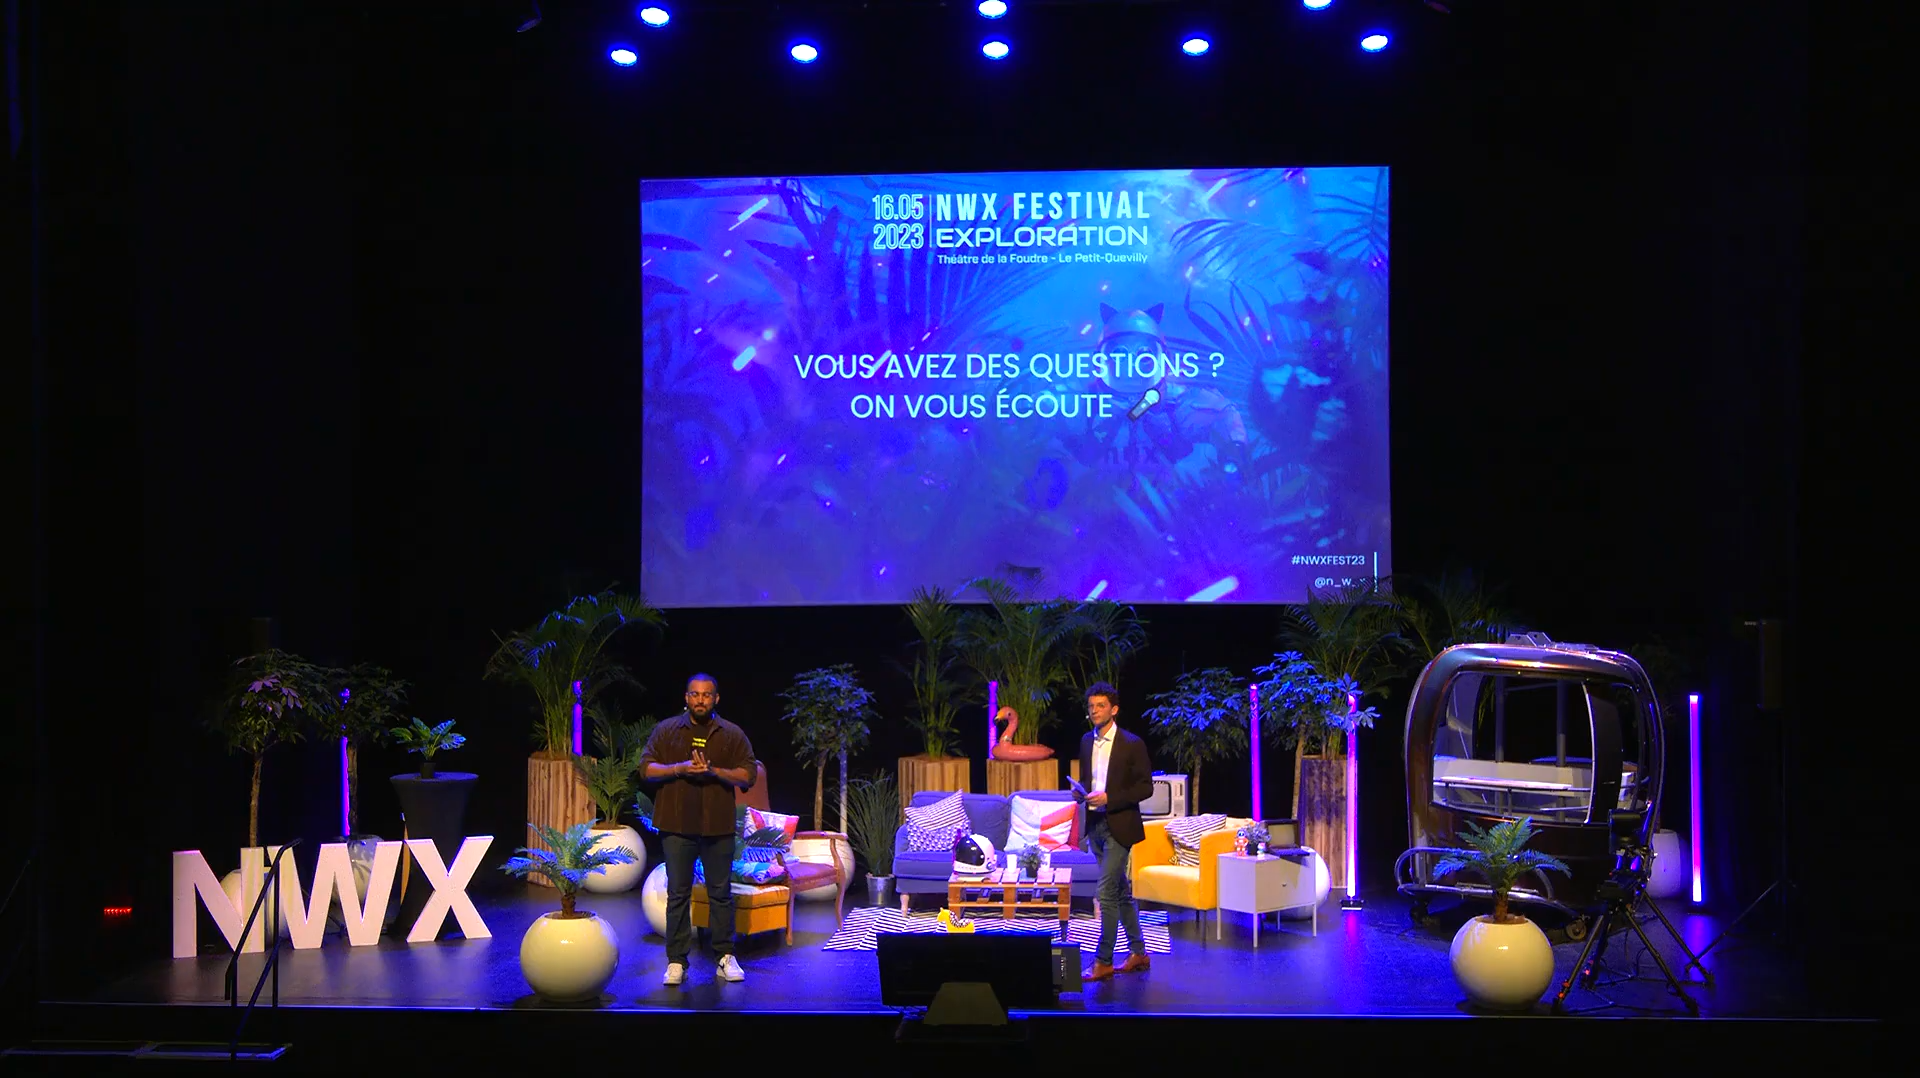 16.05
2023
NWX FESTIVAL
EXPLORATION
Théâtre de la Foudre - Le Petit-Quevilly
VOUS AVEZ DES QUESTIONS ?
ON VOUS ÉCOUTE
#NWXFEST23
@n_w_
NWX